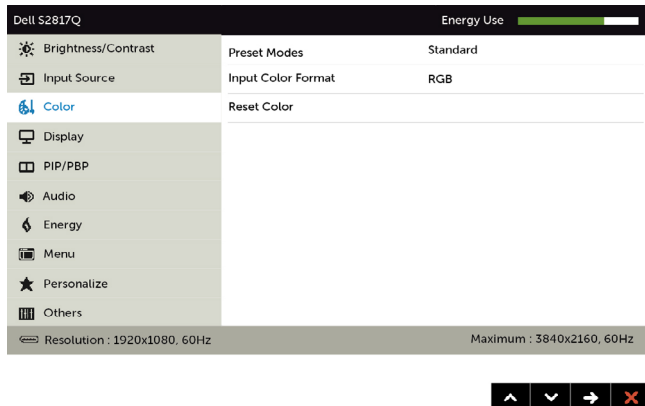 Dell S2817Q Energy Use
Brightness/Contrast Preset Modes Standard
Input Source Input Color Format RGB
Color Reset Color
Display
PIP/PBP
Audio
Energy
Menu
Personalize
Others
Resolution : 1920x1080, 60Hz Maximum : 3840x2160, 60Hz